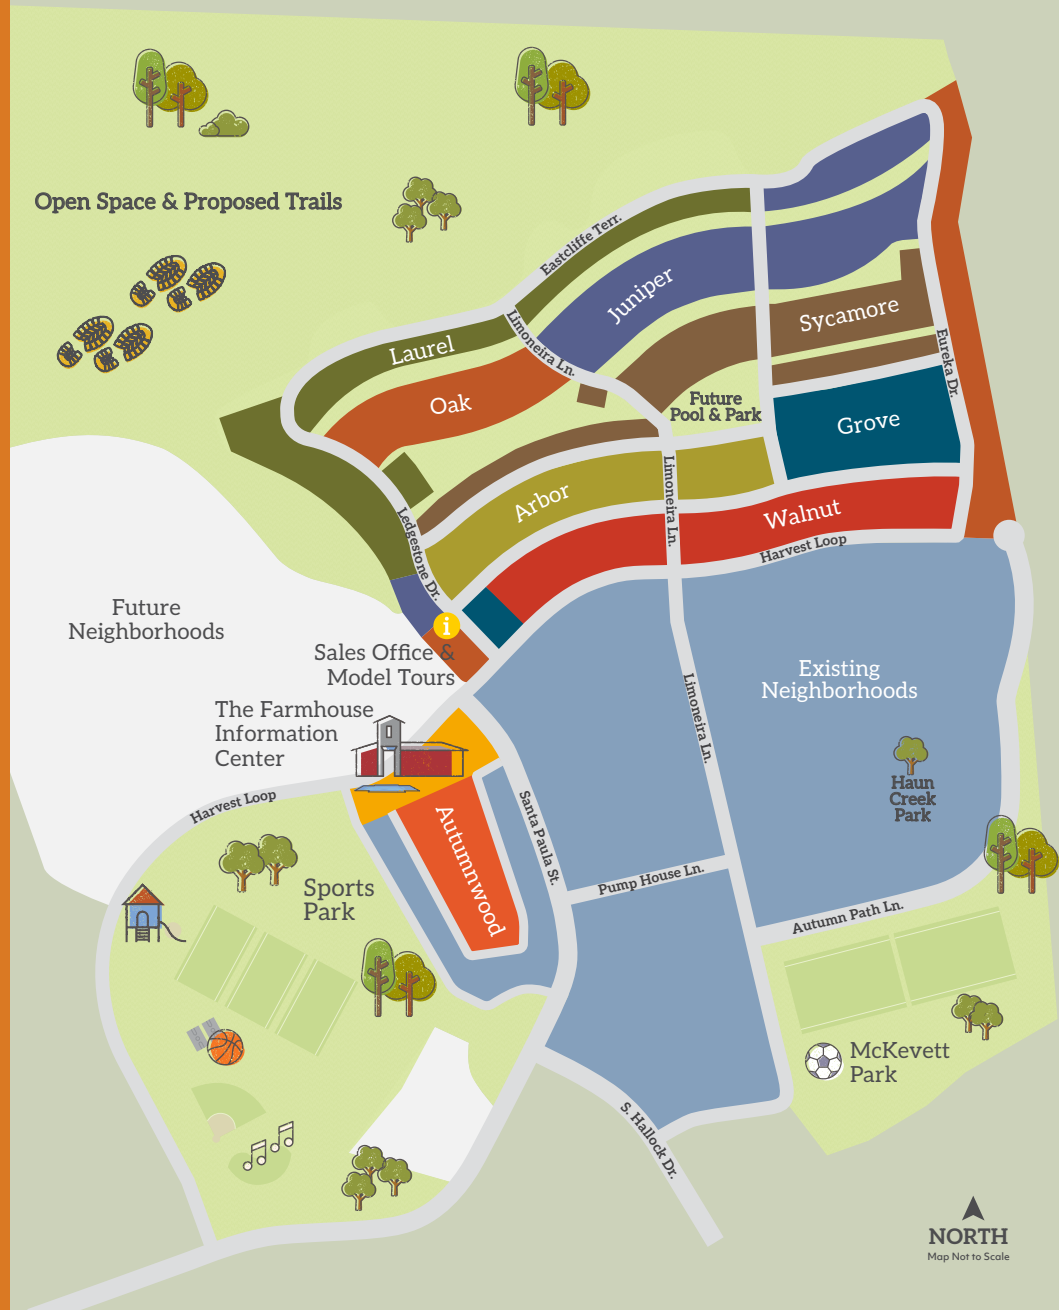 Open Space & Proposed Trails
Eastcliffe Terr.
Juniper
Limoneira Ln.
Laurel
Oak
Sycamore
Eureka Dr.
Future
Pool & Park
Grove
Arbor
Limoneira Ln.
Walnut
Harvest Loop
Ledgestone Dr.
Future
Neighborhoods
i
Sales Office &
Model Tours
Existing
Neighborhoods
The Farmhouse
Information
Center
Limoneira Ln.
Haun
Creek
Park
Harvest Loop
Santa Paula St.
Autumnwood
Sports
Park
Pump House Ln.
Autumn Path Ln.
McKevett
Park
S. Hallock Dr.
NORTH
Map Not to Scale